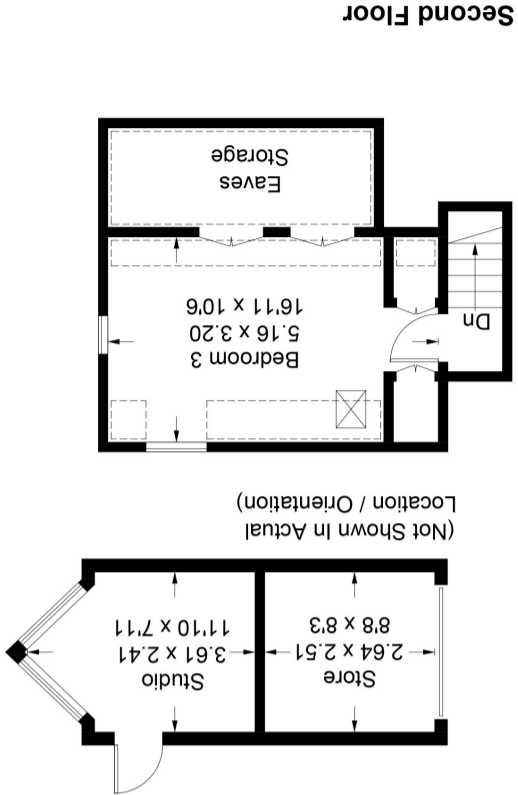 Store
2.64 x 2.51
8'8 x 8'3
Studio
3.61 x 2.41
11'10 x 7'11
(Not Shown In Actual
Location / Orientation)
Dn
Bedroom 3
5.16 x 3.20
16'11 x 10'6
Eaves
Storage
Second Floor